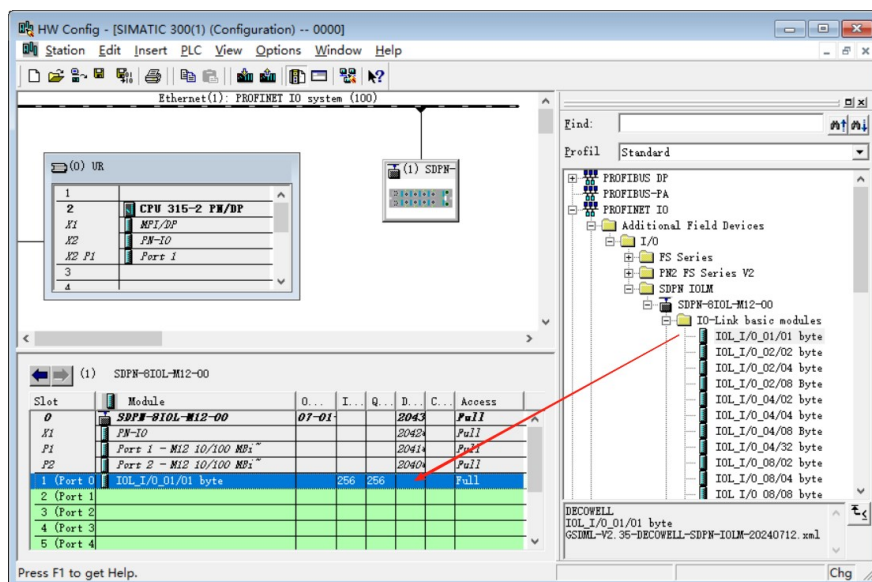 HW Config - [SIMATIC 300(1) (Configuration) -- 0000]
Station Edit Insert PLC View Options Window Help
Ethernet(1): PROFINET IO system (100)
(0) UR
1
2 CPU 315-2 PN/DP
X1 MPI/DP
X2 PN-IO
X2 P1 Port 1
3
4
(1) SDPN-
Find:
Profil Standard
PROFIBUS DP
PROFIBUS-PA
PROFINET IO
Additional Field Devices
I/O
FS Series
PN2 FS Series V2
SDPN IOLM
SDPN-8IOL-M12-00
IO-Link basic modules
IOL_I/O_01/01 byte
IOL_I/O_02/02 byte
IOL_I/O_02/04 byte
IOL_I/O_02/08 Byte
IOL_I/O_04/02 byte
IOL_I/O_04/04 byte
IOL_I/O_04/08 Byte
IOL_I/O_04/32 byte
IOL_I/O_08/02 byte
IOL_I/O_08/04 byte
IOL I/O 08/08 byte
(1) SDPN-8IOL-M12-00
Slot Module O... I... Q... D... C... Access
0 SDPN-8IOL-M12-00 07-01- 2043 Full
X1 PN-IO 2042 Full
P1 Port 1 - M12 10/100 MBi~ 2041 Full
P2 Port 2 - M12 10/100 MBi~ 2040 Full
1 (Port 0 IOL_I/O_01/01 byte 256 256 Full
2 (Port 1
3 (Port 2
4 (Port 3
5 (Port 4
DECOWELL
IOL_I/O_01/01 byte
GSDML-V2.35-DECOWELL-SDPN-IOLM-20240712.xml
Press F1 to get Help.
Chg